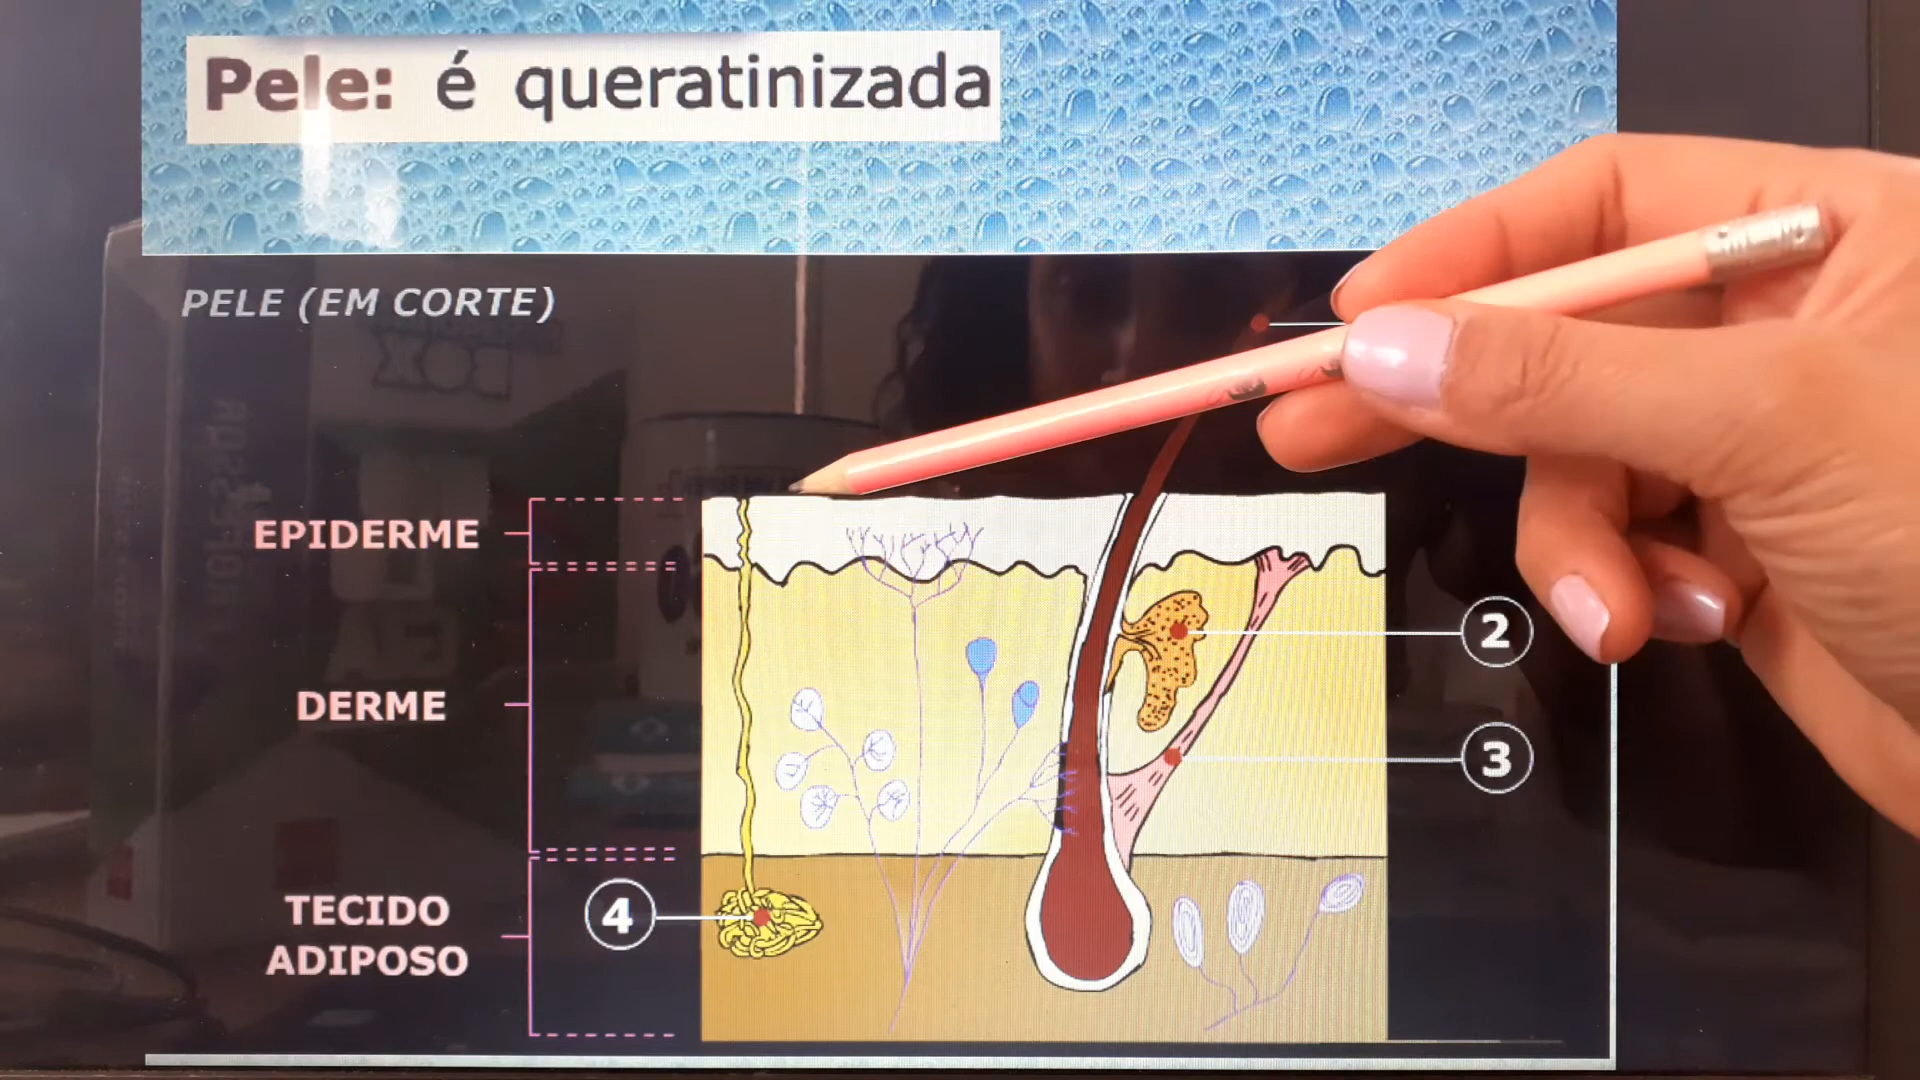 Pele: é queratinizada
PELE (EM CORTE)
EPIDERME
DERME
TECIDO
ADIPOSO
2
3
4